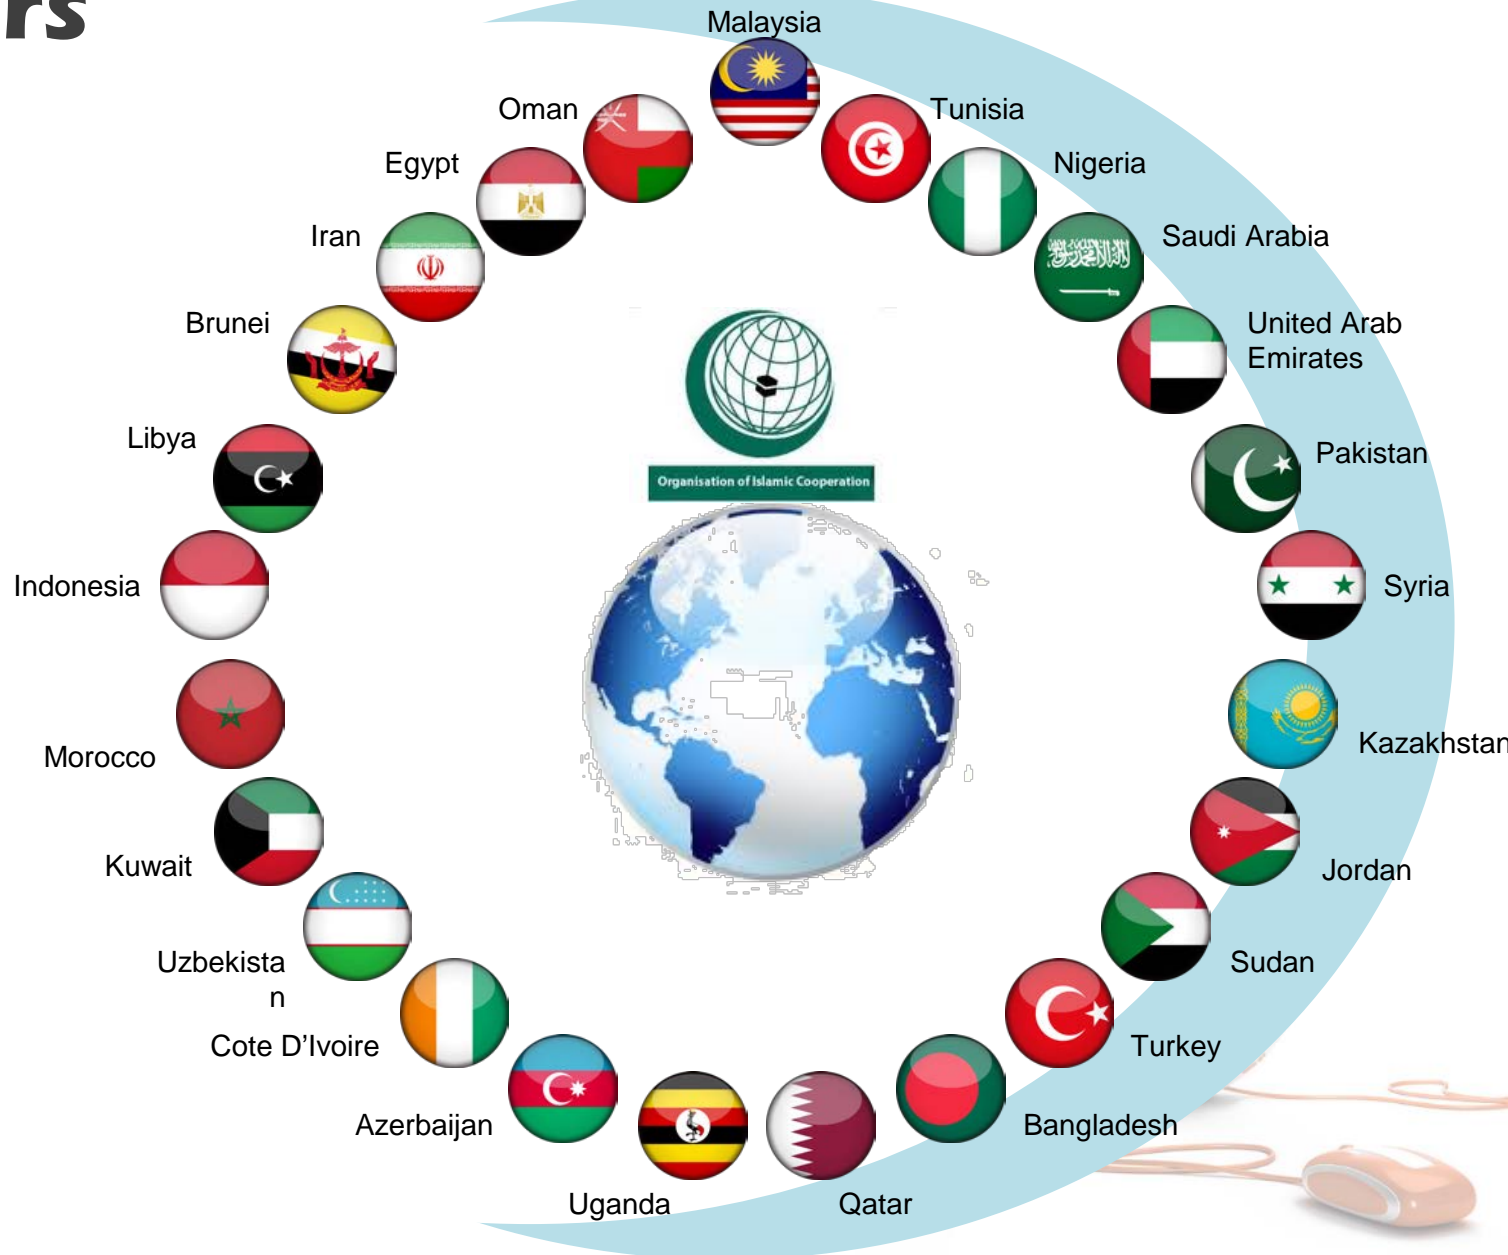 rs
Malaysia
Oman
Tunisia
Egypt
Nigeria
Iran
Saudi Arabia
Brunei
United Arab
Emirates
Libya
Pakistan
Organisation of Islamic Cooperation
Indonesia
Syria
Morocco
Kazakhstan
Kuwait
Jordan
Uzbekista
n
Sudan
Cote D’Ivoire
Turkey
Azerbaijan
Bangladesh
Uganda
Qatar